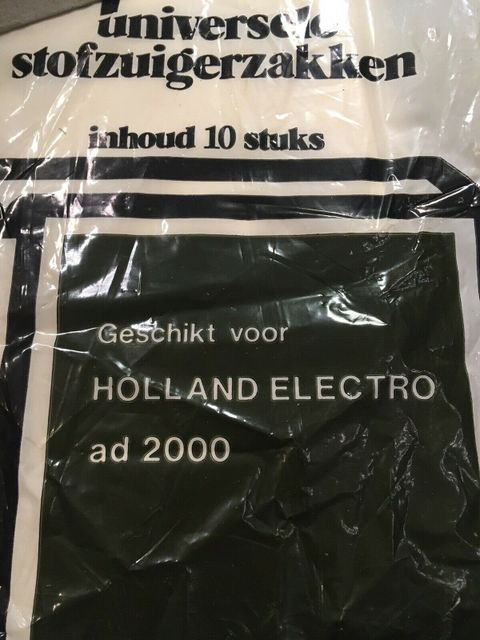 universele
stofzuigerzakken
inhoud 10 stuks
Geschikt voor
HOLLAND ELECTRO
ad 2000